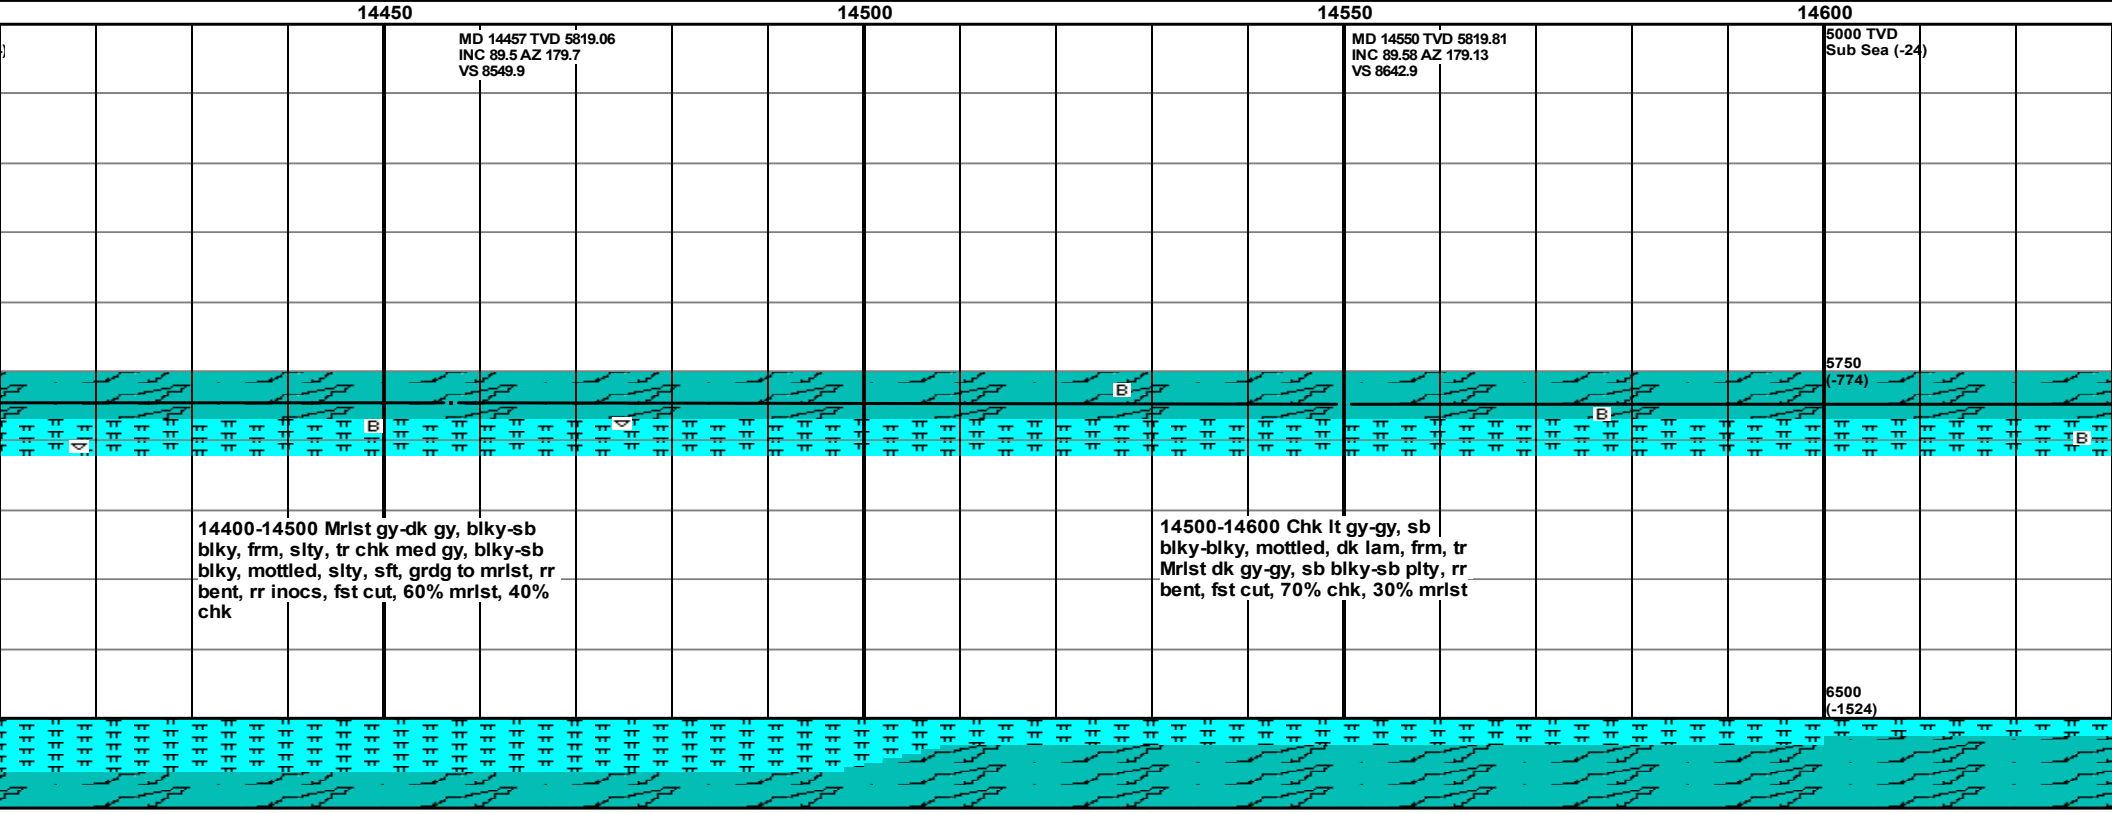 14450
14500
14550
14600
MD 14457 TVD 5819.06
INC 89.5 AZ 179.7
VS 8549.9
MD 14550 TVD 5819.81
INC 89.58 AZ 179.13
VS 8642.9
5000 TVD
Sub Sea (-24)
5750
(-774)
B
B
B
B
14400-14500 Mrlst gy-dk gy, blky-sb
blky, frm, slty, tr chk med gy, blky-sb
blky, mottled, slty, sft, grdg to mrlst, rr
bent, rr inocs, fst cut, 60% mrlst, 40%
chk
14500-14600 Chk lt gy-gy, sb
blky-blky, mottled, dk lam, frm, tr
Mrlst dk gy-gy, sb blky-sb plty, rr
bent, fst cut, 70% chk, 30% mrlst
6500
(-1524)